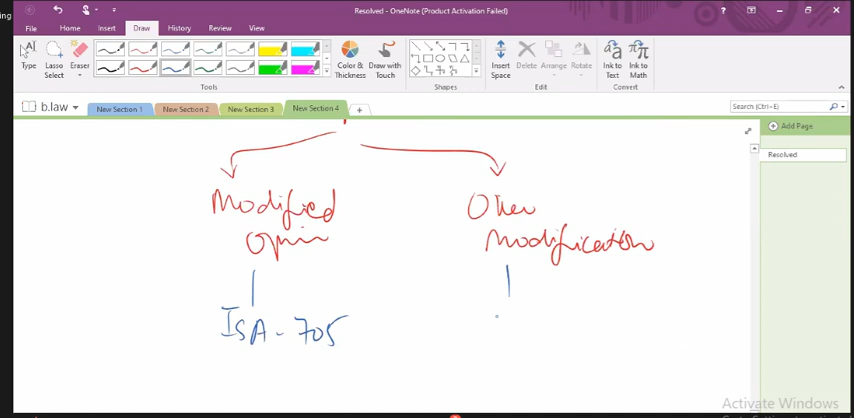 ing
Resolved - OneNote (Product Activation Failed)
File Home Insert Draw History Review View
Type
Lasso Select
Eraser
Color & Thickness
Draw with Touch
Insert Space
Delete
Arrange
Rotate
Ink to Text
Ink to Math
Tools
Shapes
Edit
Convert
b.law New Section 1 New Section 2 New Section 3 New Section 4
Search (Ctrl+E)
Add Page
Resolved
Modified
Opinion
Other
modification
ISA - 705
Activate Windows